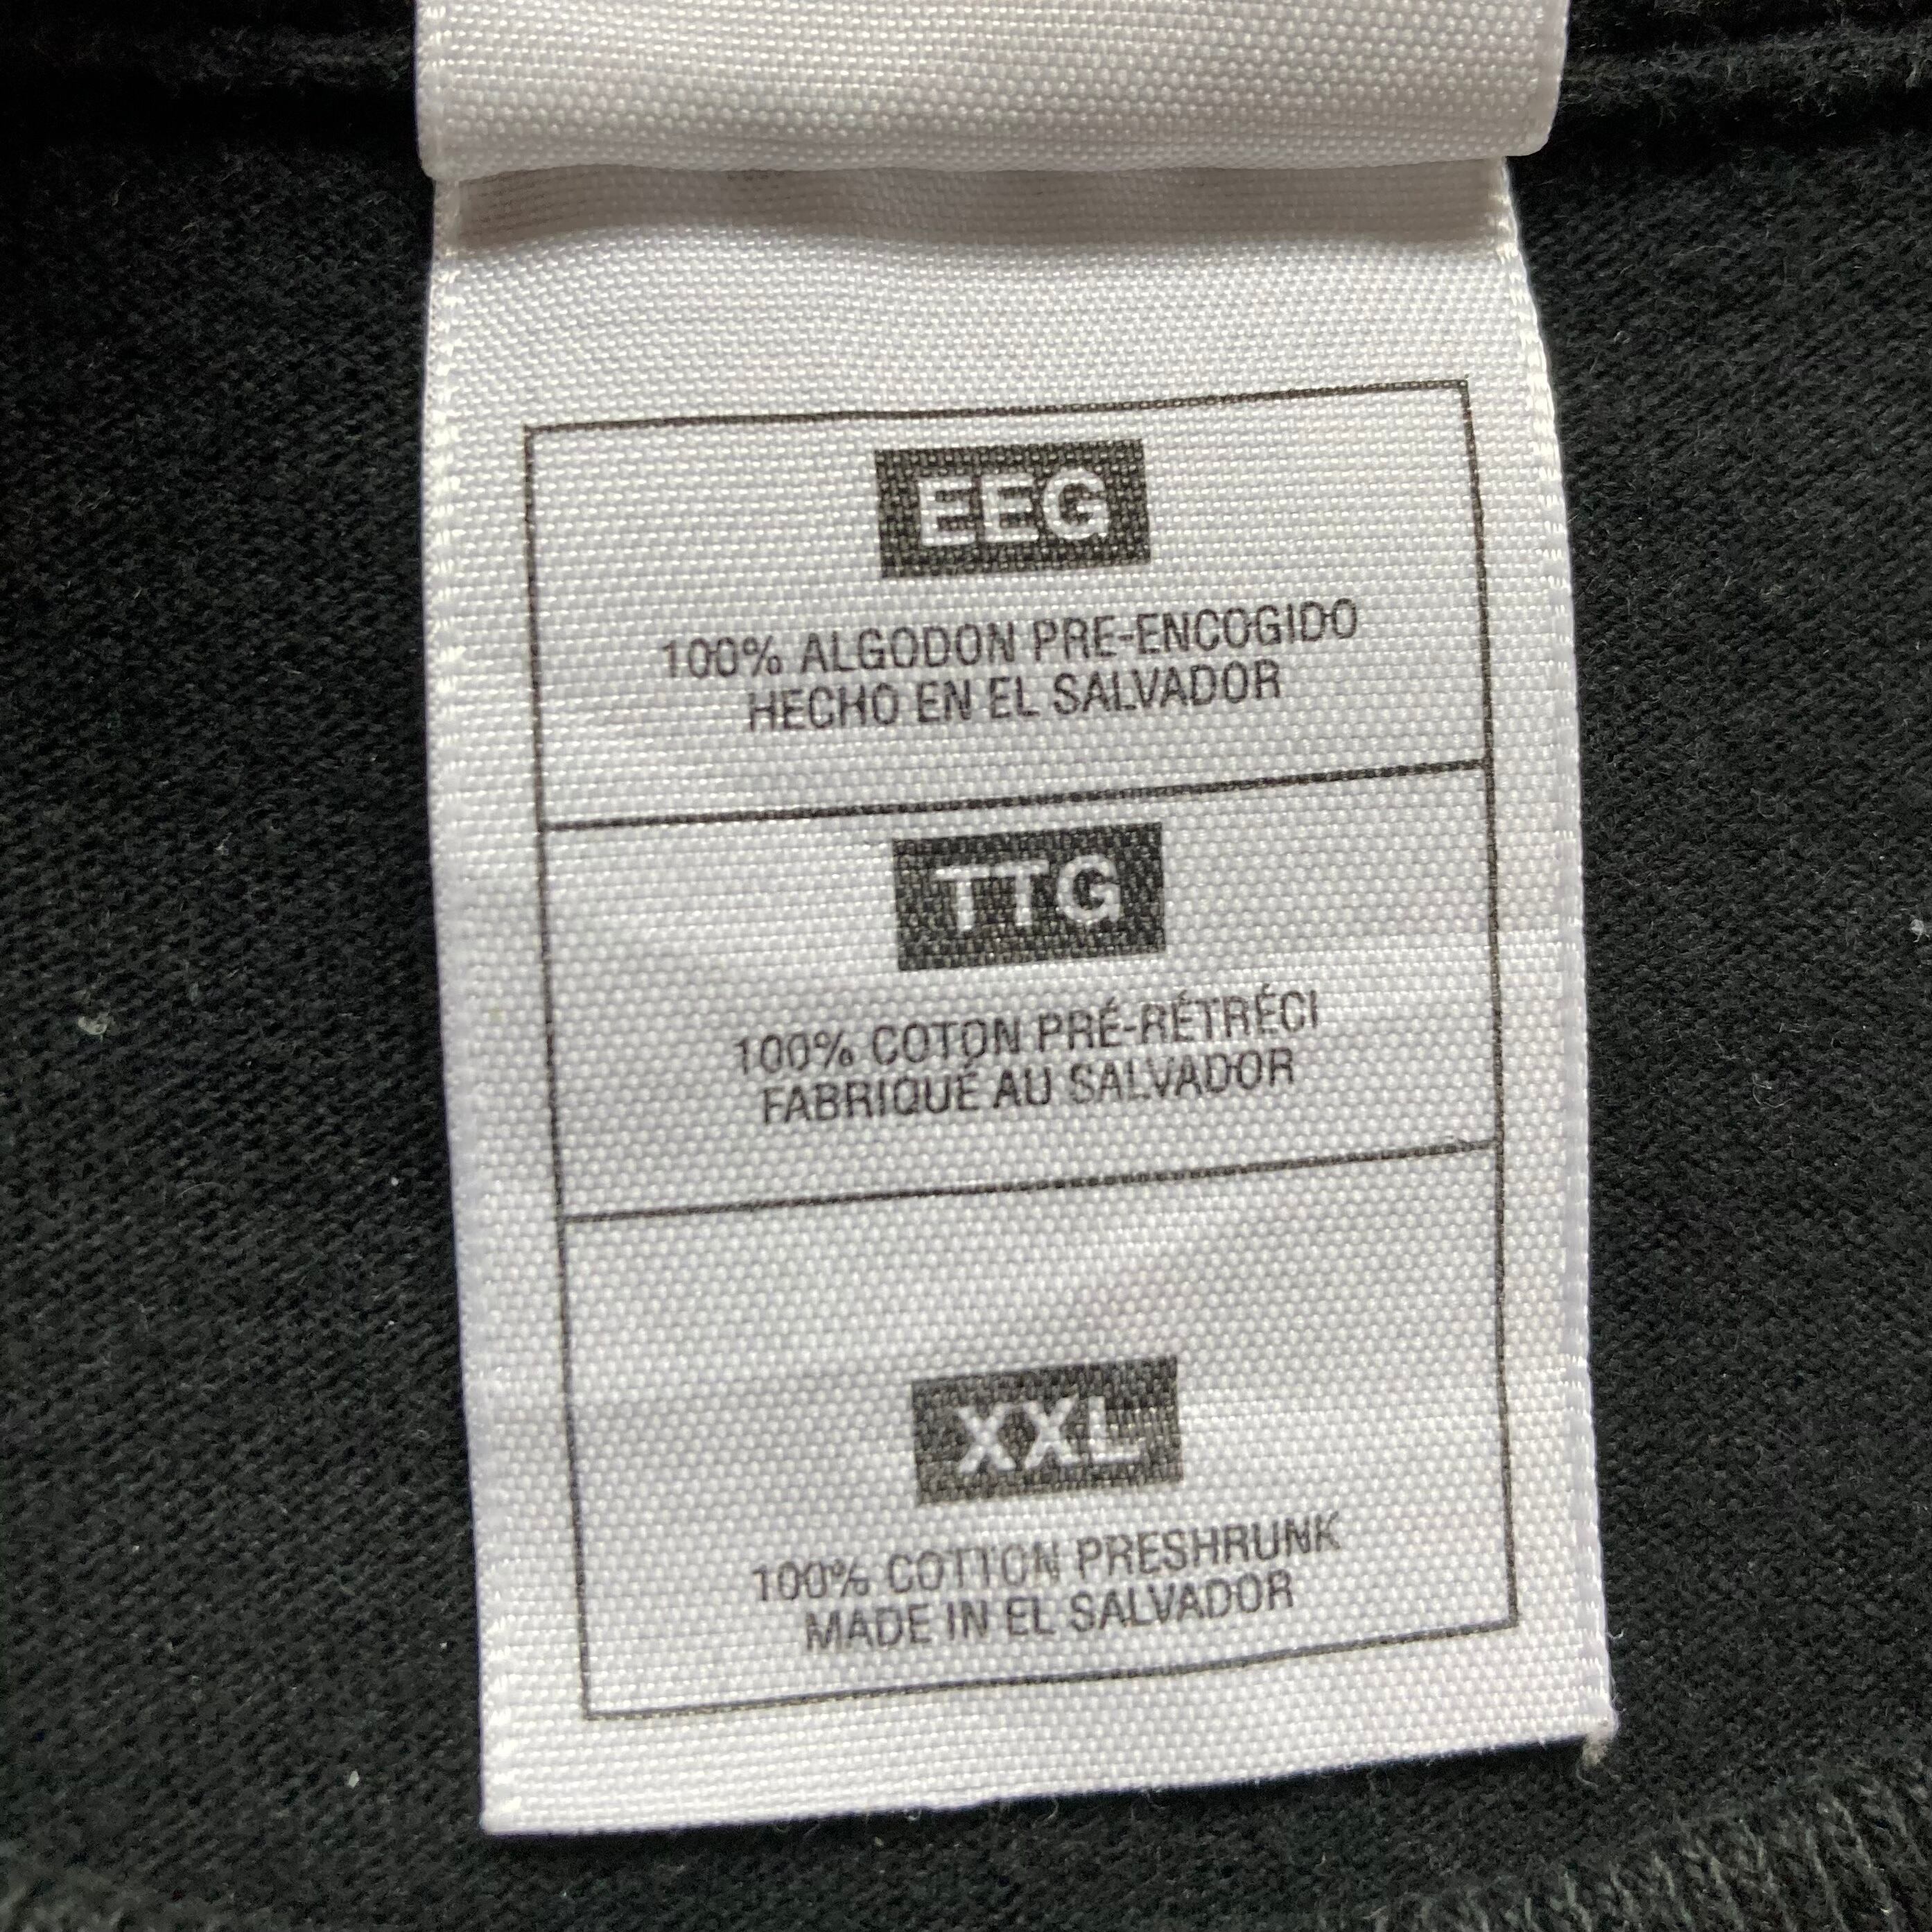 EEG
100% ALGODON PRE-ENCOGIDO
HECHO EN EL SALVADOR
TTG
100% COTON PRÉ-RÉTRÉCI
FABRIQUÉ AU SALVADOR
XXL
100% COTTON PRESHRUNK
MADE IN EL SALVADOR